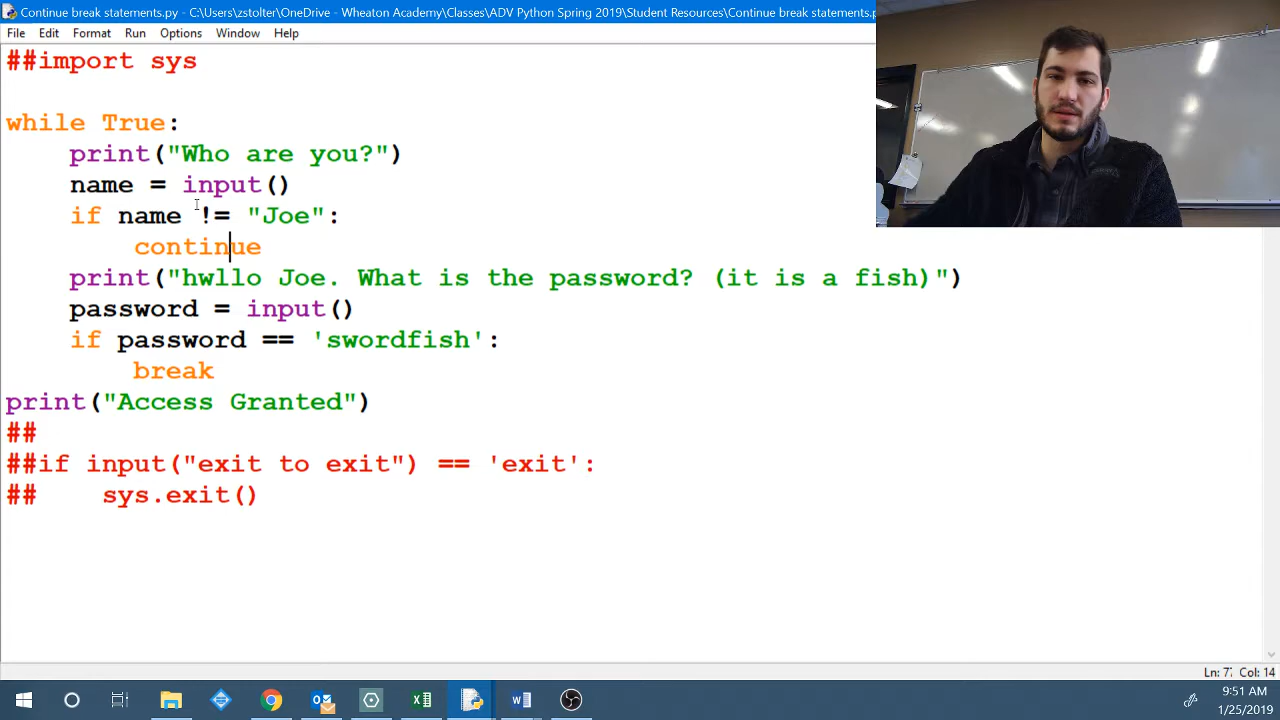 Continue break statements.py - C:\Users\zstolter\OneDrive - Wheaton Academy\Classes\ADV Python Spring 2019\Student Resources\Continue break statements.p
File Edit Format Run Options Window Help
##import sys
while True:
print("Who are you?")
name = input()
if name != "Joe":
continue
print("hwllo Joe. What is the password? (it is a fish)")
password = input()
if password == 'swordfish':
break
print("Access Granted")
##
##if input("exit to exit") == 'exit':
## sys.exit()
Ln: 7 Col: 14
9:51 AM
1/25/2019